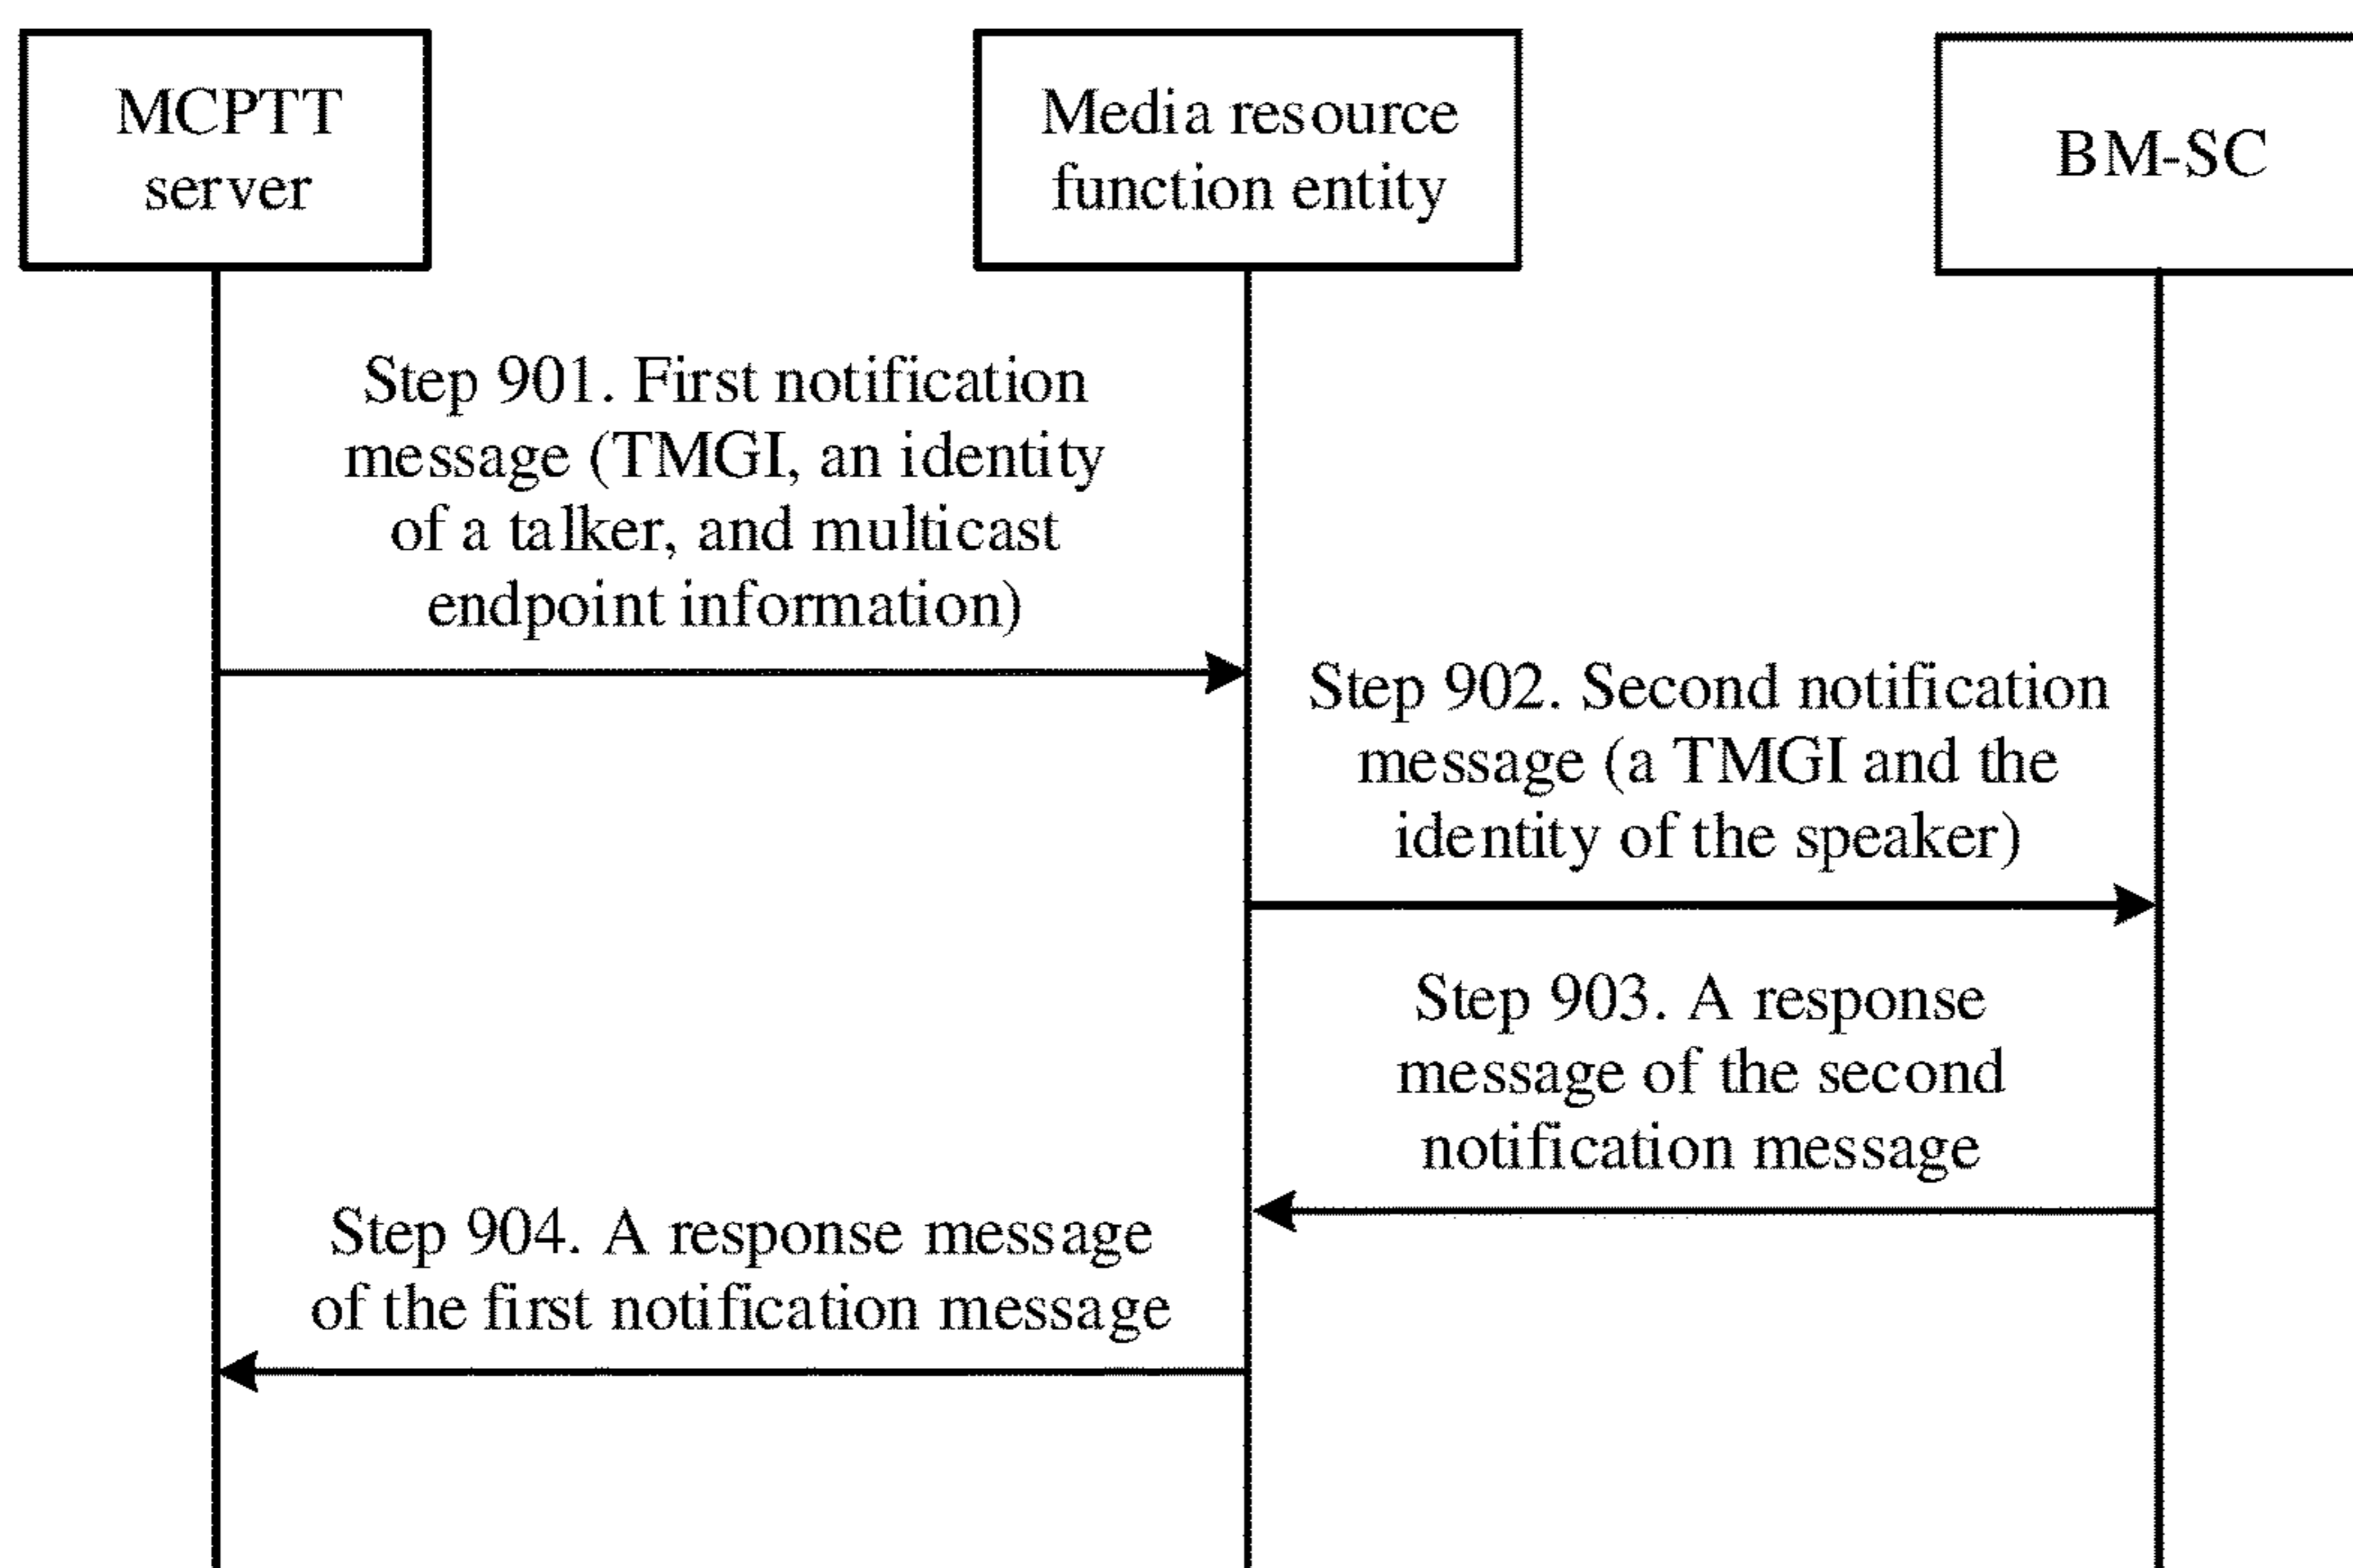 MCPTT
server
Media resource
function entity
BM-SC
Step 901. First notification
message (TMGI, an identity
of a talker, and multicast
endpoint information)
Step 902. Second notification
message (a TMGI and the
identity of the speaker)
Step 903. A response
message of the second
notification message
Step 904. A response message
of the first notification message